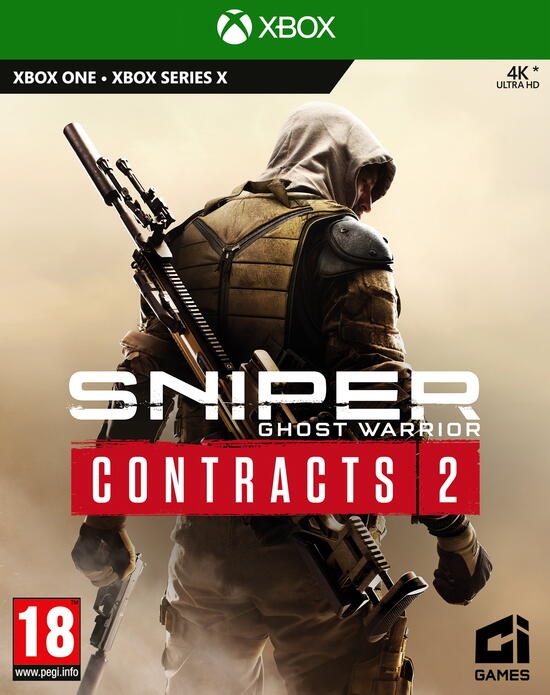 XBOX
XBOX ONE • XBOX SERIES X
4K *
ULTRA HD
SNIPER
GHOST WARRIOR
CONTRACTS 2
18
www.pegi.info
CI
GAMES